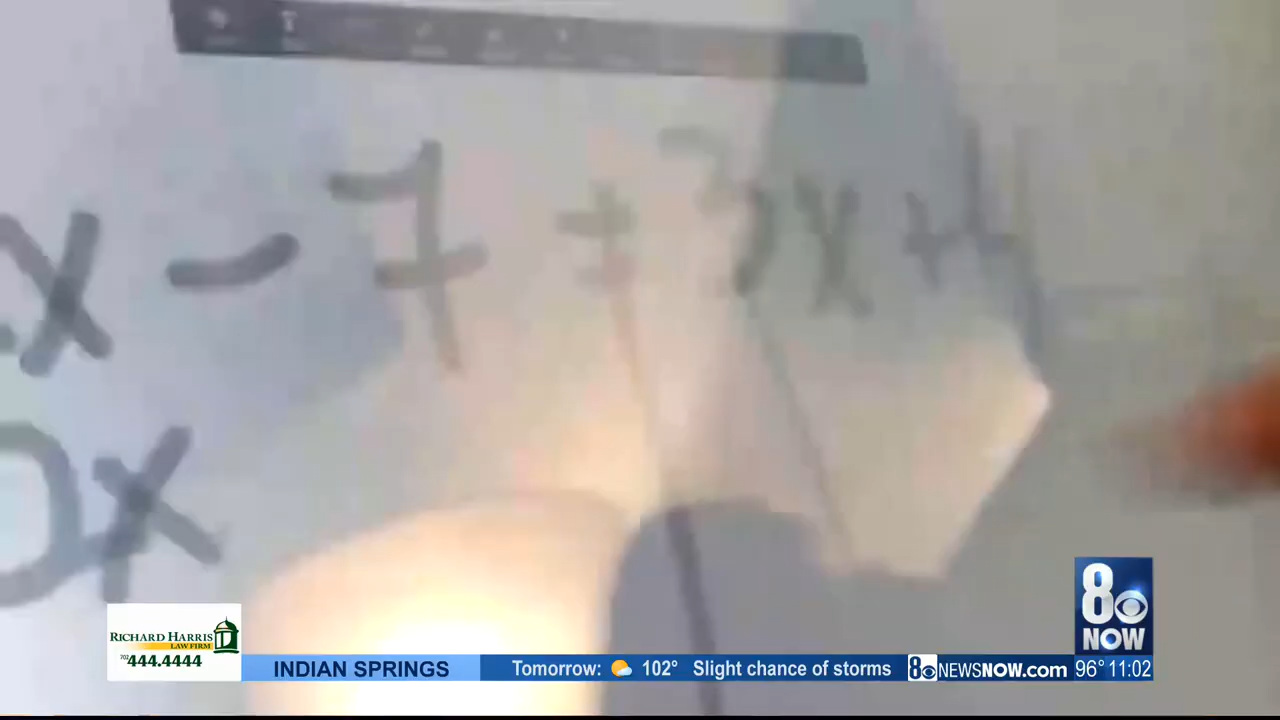 x - 7 + 3x + 4
0x
8
NOW
RICHARD HARRIS
LAW FIRM
702 444.4444
INDIAN SPRINGS
Tomorrow: 102° Slight chance of storms
8 NEWSNOW.com
96° 11:02